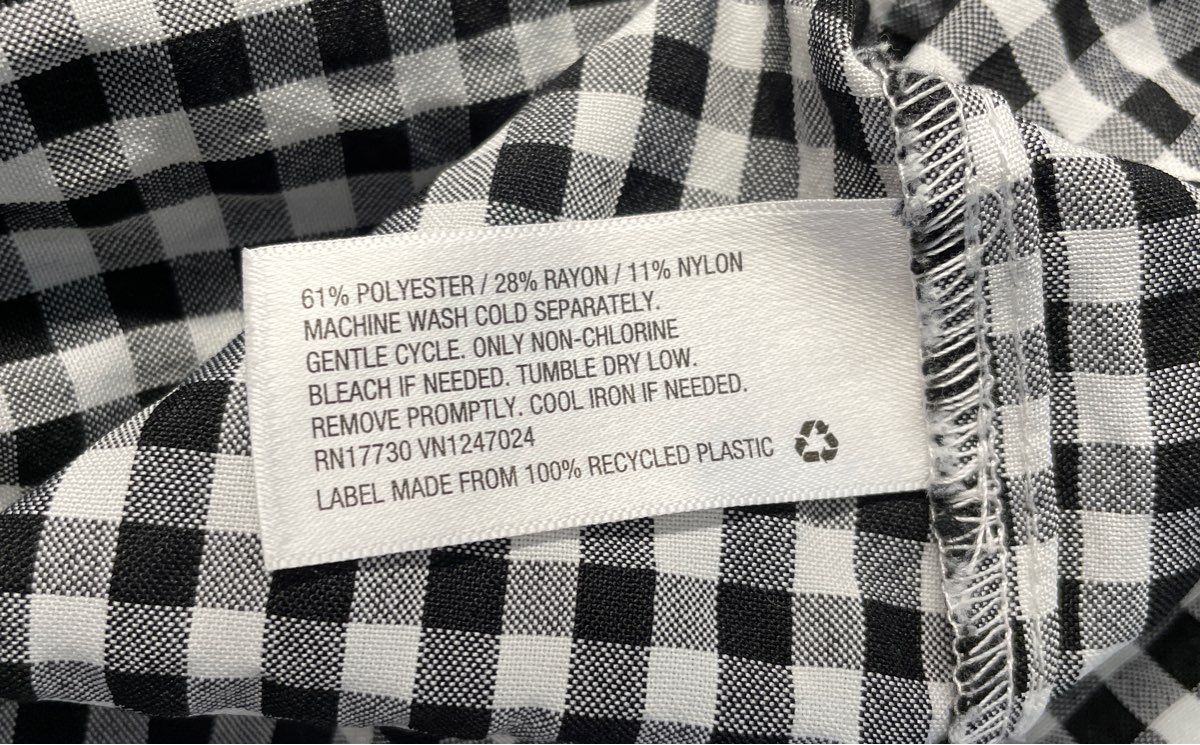 61% POLYESTER / 28% RAYON / 11% NYLON
MACHINE WASH COLD SEPARATELY.
GENTLE CYCLE. ONLY NON-CHLORINE
BLEACH IF NEEDED. TUMBLE DRY LOW.
REMOVE PROMPTLY. COOL IRON IF NEEDED.
RN17730 VN1247024
LABEL MADE FROM 100% RECYCLED PLASTIC